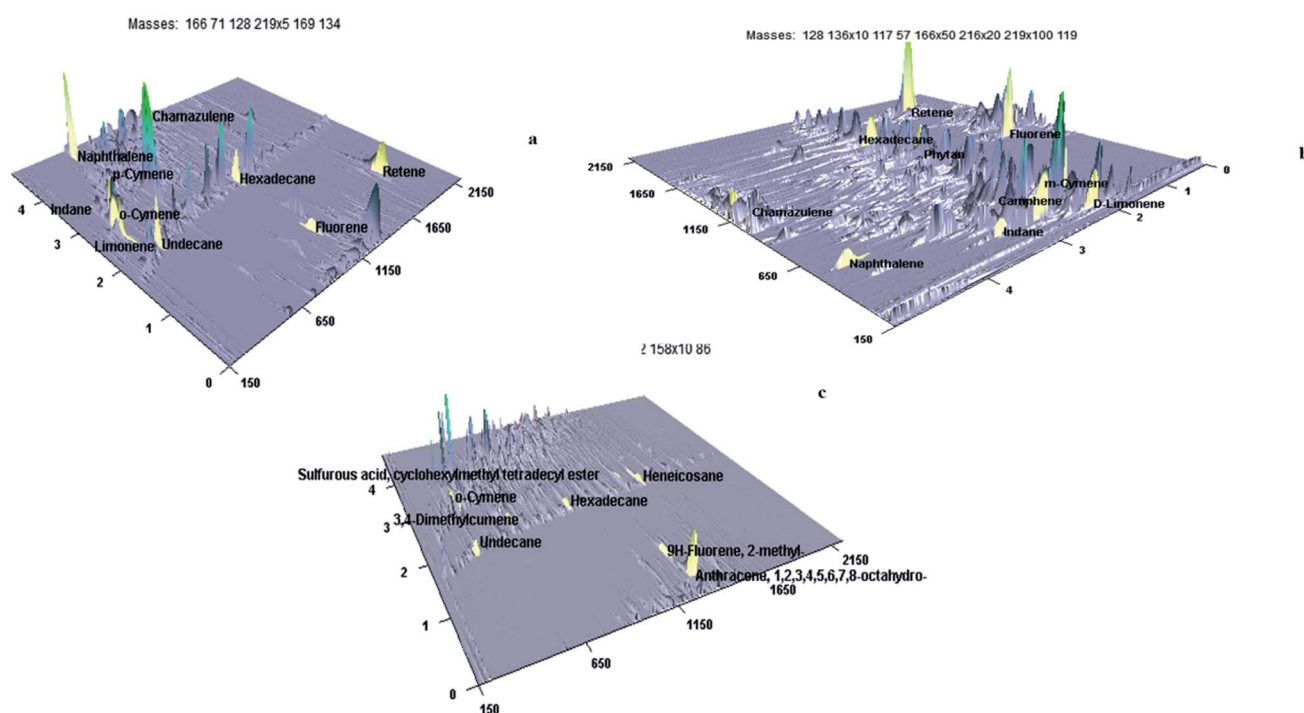 Masses: 166 71 128 219x5 169 134
a
Chamazulene
Naphthalene
p-Cymene
Hexadecane
Retene
Indane
o-Cymene
Limonene
Undecane
Fluorene
4
3
2
1
0
150
650
1150
1650
2150
Masses: 128 136x10 117 57 166x50 216x20 219x100 119
b
Retene
Hexadecane
Fluorene
Phytan
m-Cymene
Camphene
D-Limonene
Chamazulene
Indane
Naphthalene
2150
1650
1150
650
150
4
3
2
1
0
158x10 86
c
Sulfurous acid, cyclohexylmethyl tetradecyl ester
Heneicosane
o-Cymene
Hexadecane
3,4-Dimethylcumene
Undecane
9H-Fluorene, 2-methyl-
Anthracene, 1,2,3,4,5,6,7,8-octahydro-
4
3
2
1
0
150
650
1150
1650
2150